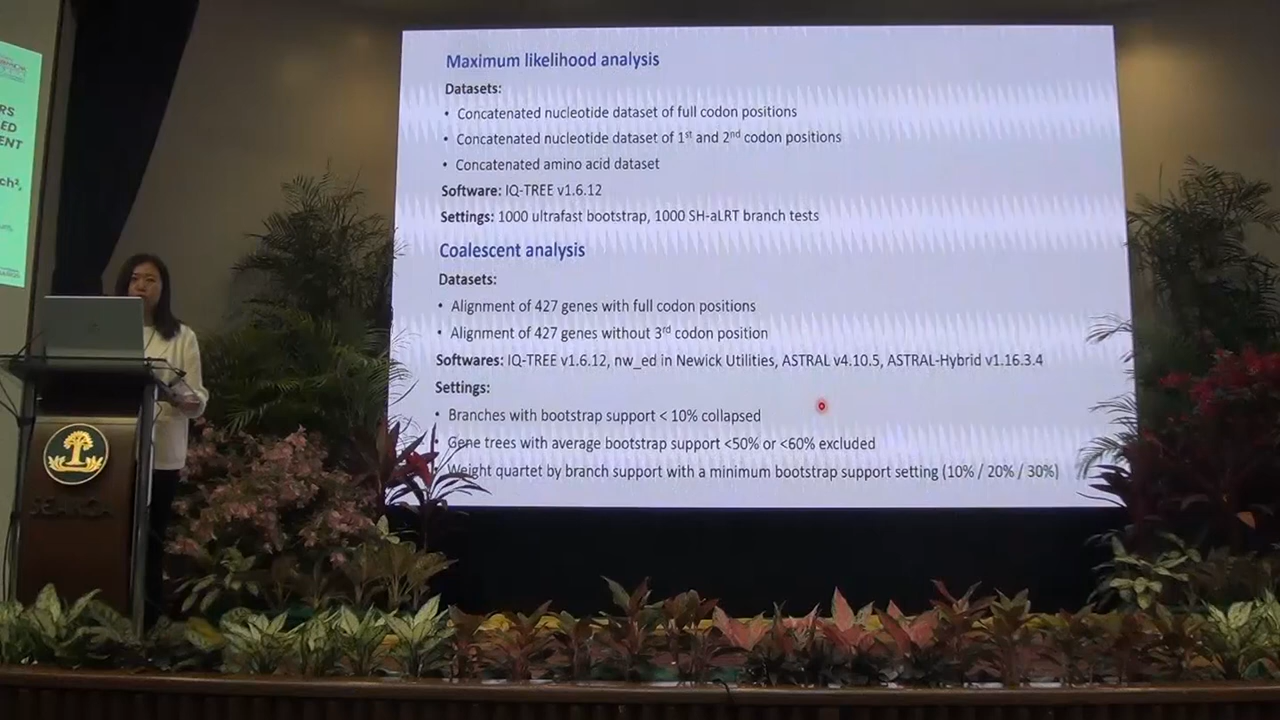 RS
ED
ENT
ch²,
Maximum likelihood analysis
Datasets:
• Concatenated nucleotide dataset of full codon positions
• Concatenated nucleotide dataset of 1st and 2nd codon positions
• Concatenated amino acid dataset
Software: IQ-TREE v1.6.12
Settings: 1000 ultrafast bootstrap, 1000 SH-aLRT branch tests
Coalescent analysis
Datasets:
• Alignment of 427 genes with full codon positions
• Alignment of 427 genes without 3rd codon position
Softwares: IQ-TREE v1.6.12, nw_ed in Newick Utilities, ASTRAL v4.10.5, ASTRAL-Hybrid v1.16.3.4
Settings:
• Branches with bootstrap support < 10% collapsed
• Gene trees with average bootstrap support <50% or <60% excluded
• Weight quartet by branch support with a minimum bootstrap support setting (10% / 20% / 30%)